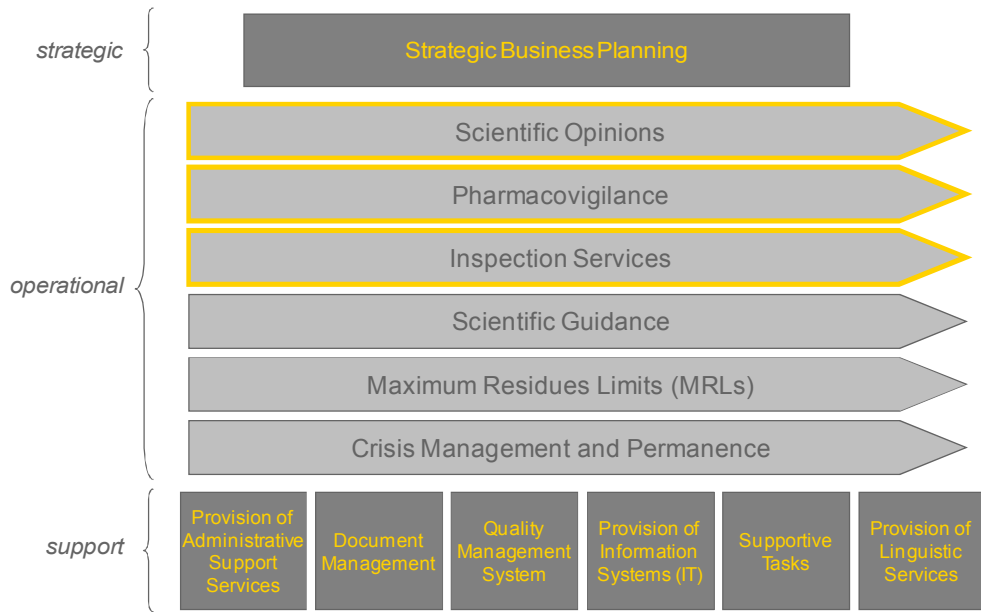 strategic
Strategic Business Planning
operational
Scientific Opinions
Pharmacovigilance
Inspection Services
Scientific Guidance
Maximum Residues Limits (MRLs)
Crisis Management and Permanence
support
Provision of
Administrative
Support
Services
Document
Management
Quality
Management
System
Provision of
Information
Systems (IT)
Supportive
Tasks
Provision of
Linguistic
Services